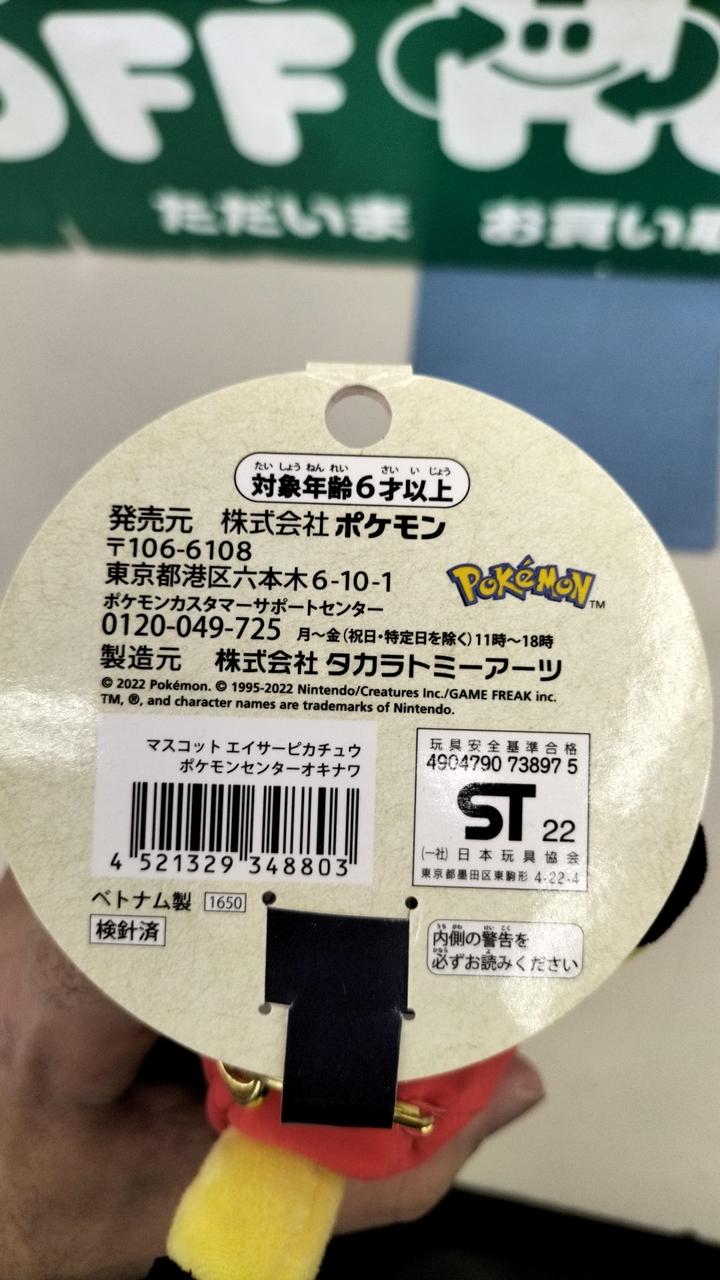 OFF
ただいま お買い
たいしょうねんれい さいいじょう
対象年齢6才以上
発売元 株式会社ポケモン
〒106-6108
東京都港区六本木6-10-1
POKÉMON™
ポケモンカスタマーサポートセンター
0120-049-725 月〜金(祝日・特定日を除く)11時〜18時
製造元 株式会社 タカラトミーアーツ
© 2022 Pokémon. © 1995-2022 Nintendo/Creatures Inc./GAME FREAK inc.
TM, ®, and character names are trademarks of Nintendo.
マスコット エイサーピカチュウ
ポケモンセンターオキナワ
4 521329 348803
玩具安全基準合格
4904790 73897 5
ST 22
(一社) 日本玩具協会
東京都墨田区東駒形 4-22-4
ベトナム製 1650
検針済
うちがわ けいこく
内側の警告を
かなら
必ずお読みください